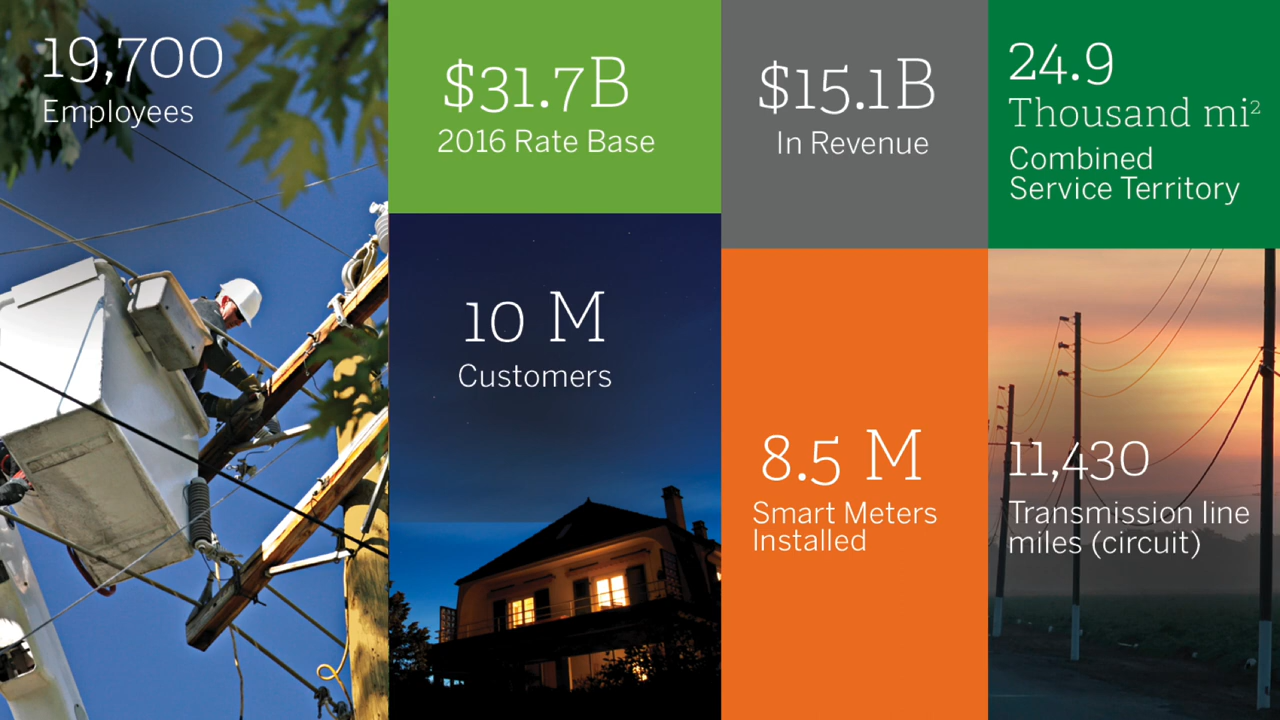 19,700
Employees
$31.7B
2016 Rate Base
$15.1B
In Revenue
24.9
Thousand mi²
Combined
Service Territory
10 M
Customers
8.5 M
Smart Meters
Installed
11,430
Transmission line
miles (circuit)